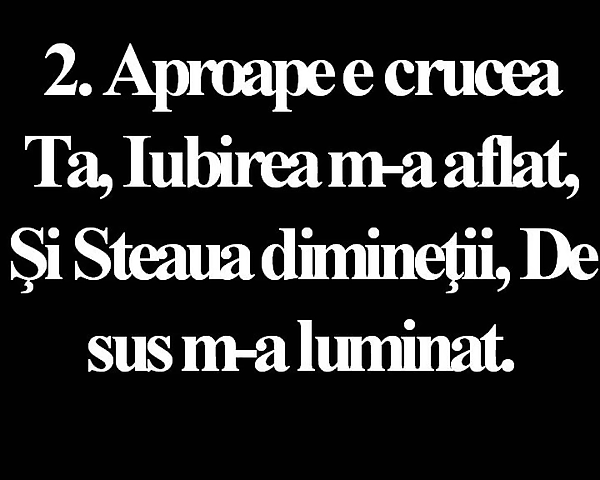 2. Aproape e crucea
Ta, Iubirea m-a aflat,
Şi Steaua dimineţii, De
sus m-a luminat.